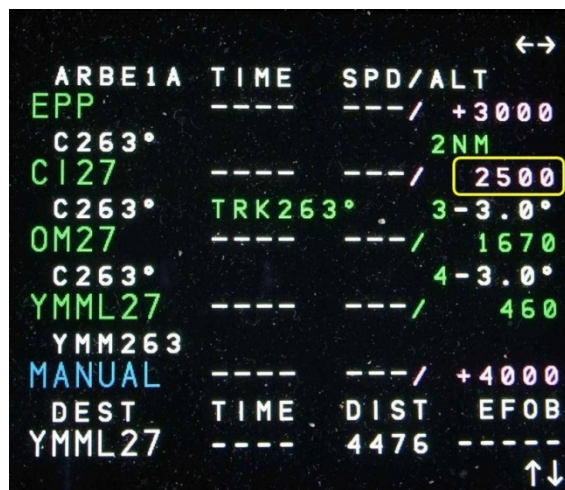 ←→
ARBE1A TIME SPD/ALT
EPP ---- ---/ +3000
C263° 2NM
CI27 ---- ---/ 2500
C263° TRK263° 3-3.0°
OM27 ---- ---/ 1670
C263° 4-3.0°
YMML27 ---- ---/ 460
YMM263
MANUAL ---- ---/ +4000
DEST TIME DIST EFOB
YMML27 ---- 4476 -----
↑↓